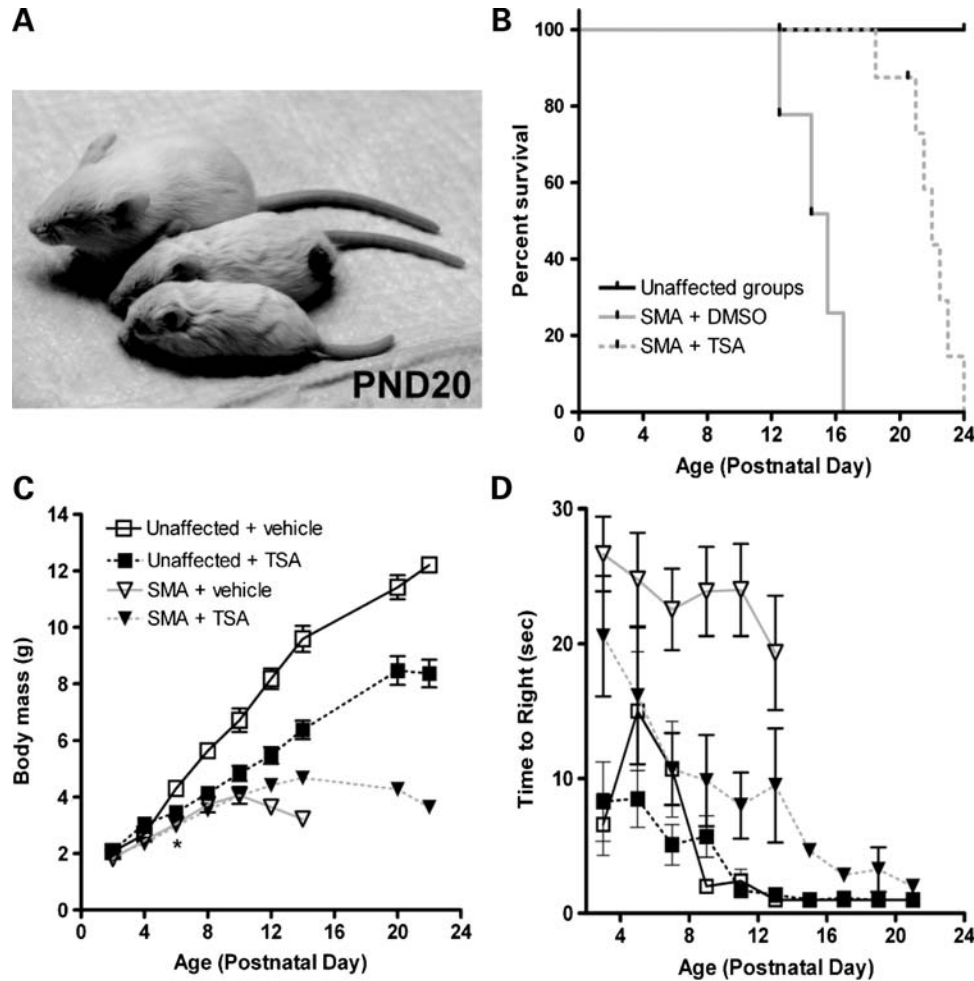 A
PND20
B
Percent survival
100
80
60
40
20
0
Unaffected groups
SMA + DMSO
SMA + TSA
0 4 8 12 16 20 24
Age (Postnatal Day)
C
Body mass (g)
14
12
10
8
6
4
2
0
Unaffected + vehicle
Unaffected + TSA
SMA + vehicle
SMA + TSA
*
0 4 8 12 16 20 24
Age (Postnatal Day)
D
Time to Right (sec)
30
20
10
0
4 8 12 16 20 24
Age (Postnatal Day)